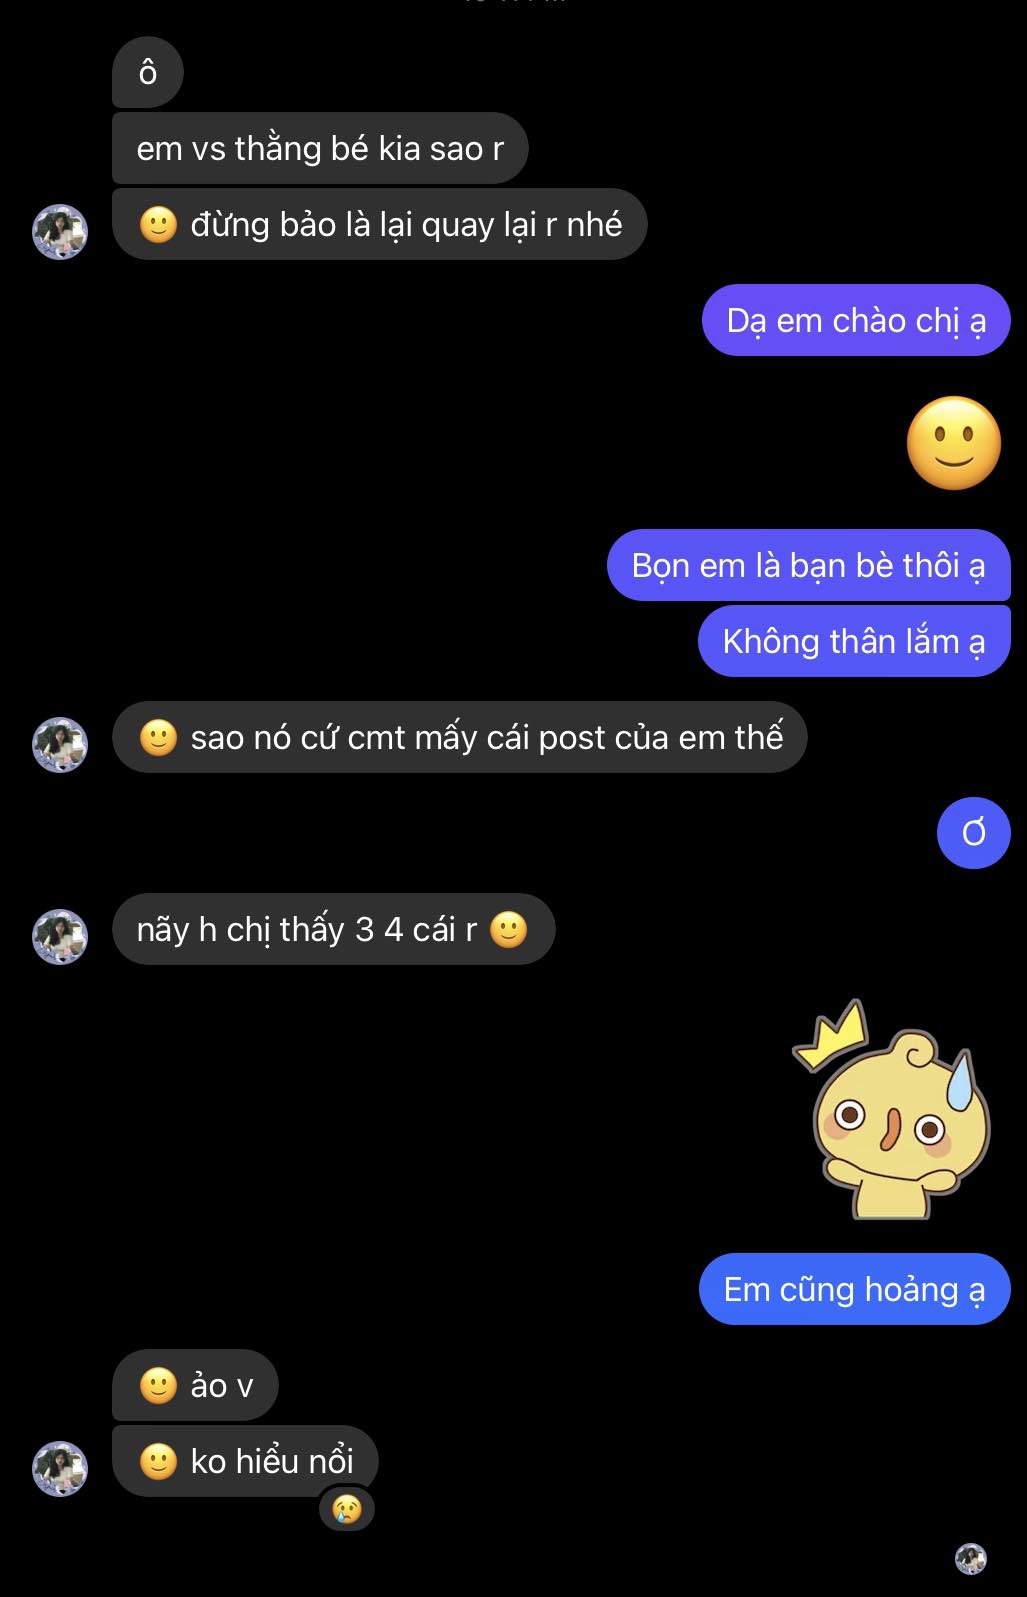 ô
em vs thằng bé kia sao r
🙂 đừng bảo là lại quay lại r nhé
Dạ em chào chị ạ
🙂
Bọn em là bạn bè thôi ạ
Không thân lắm ạ
🙂 sao nó cứ cmt mấy cái post của em thế
Ơ
nãy h chị thấy 3 4 cái r 🙂
Em cũng hoảng ạ
🙂 ảo v
🙂 ko hiểu nổi
😢